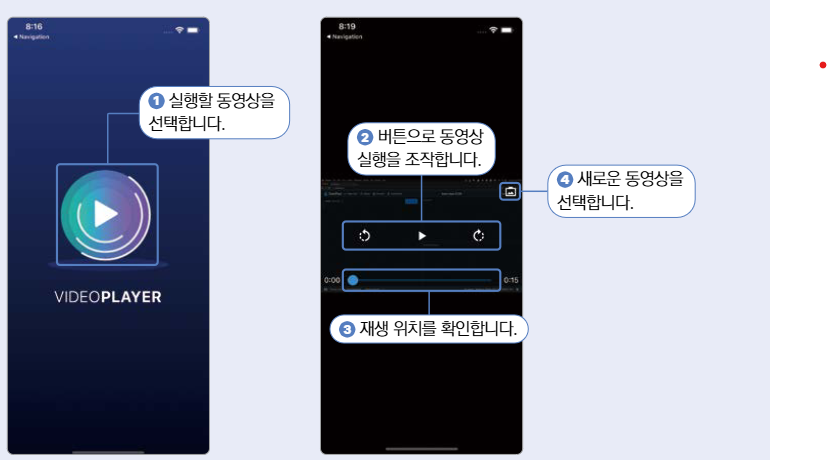 8:16
◀ Navigation
1 실행할 동영상을
선택합니다.
VIDEOPLAYER
8:19
◀ Navigation
2 버튼으로 동영상
실행을 조작합니다.
4 새로운 동영상을
선택합니다.
0:00
0:15
3 재생 위치를 확인합니다.